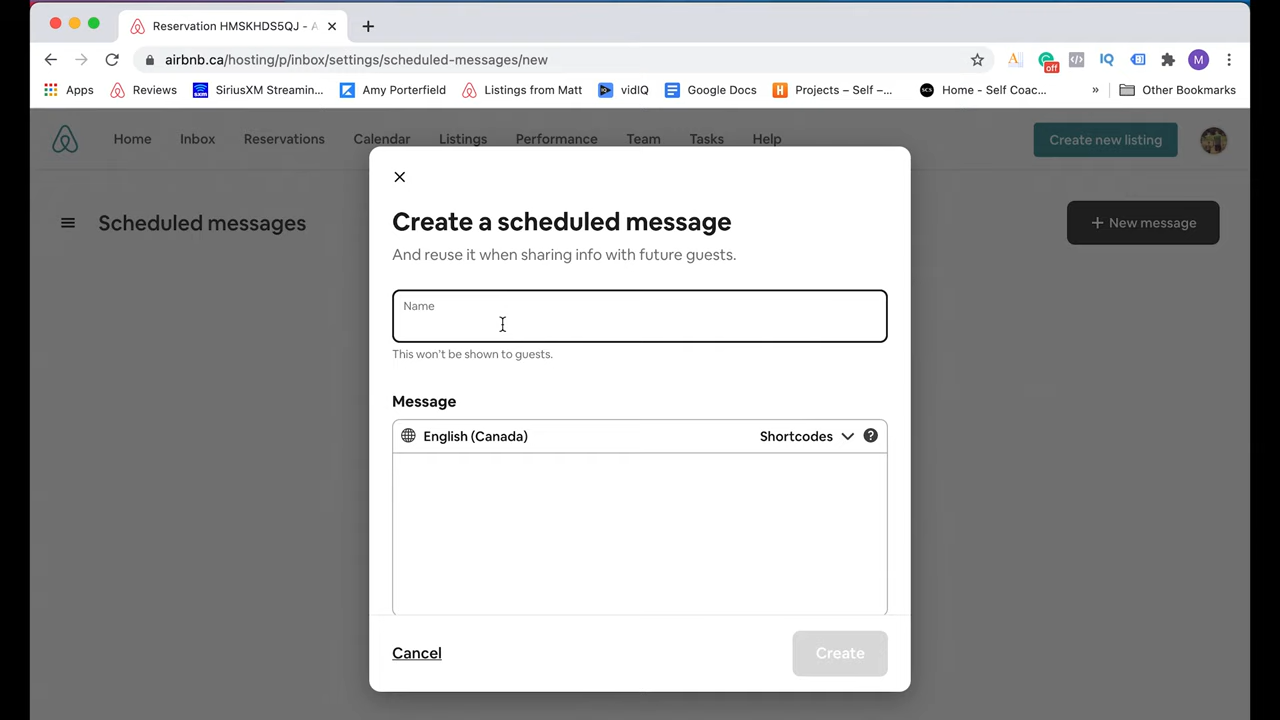 Reservation HMSKHDS5QJ - A
airbnb.ca/hosting/p/inbox/settings/scheduled-messages/new
off
M
Apps
Reviews
SiriusXM Streamin...
Amy Porterfield
Listings from Matt
vidIQ
Google Docs
Projects – Self –...
Home - Self Coac...
»
Other Bookmarks
Home
Inbox
Reservations
Calendar
Listings
Performance
Team
Tasks
Help
Create new listing
Scheduled messages
+ New message
Create a scheduled message
And reuse it when sharing info with future guests.
Name
This won't be shown to guests.
Message
English (Canada)
Shortcodes
?
Cancel
Create